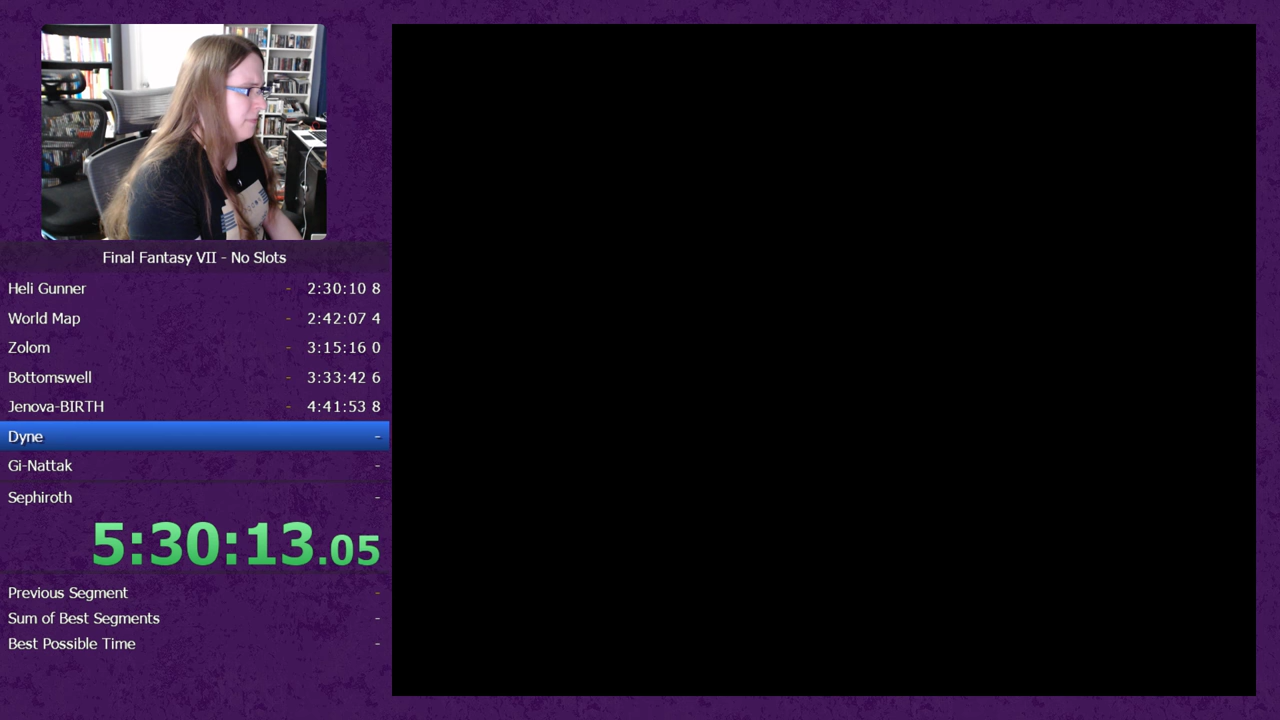 Final Fantasy VII - No Slots
Heli Gunner - 2:30:10 8
World Map - 2:42:07 4
Zolom - 3:15:16 0
Bottomswell - 3:33:42 6
Jenova-BIRTH - 4:41:53 8
Dyne -
Gi-Nattak -
Sephiroth -
5:30:13.05
Previous Segment -
Sum of Best Segments -
Best Possible Time -